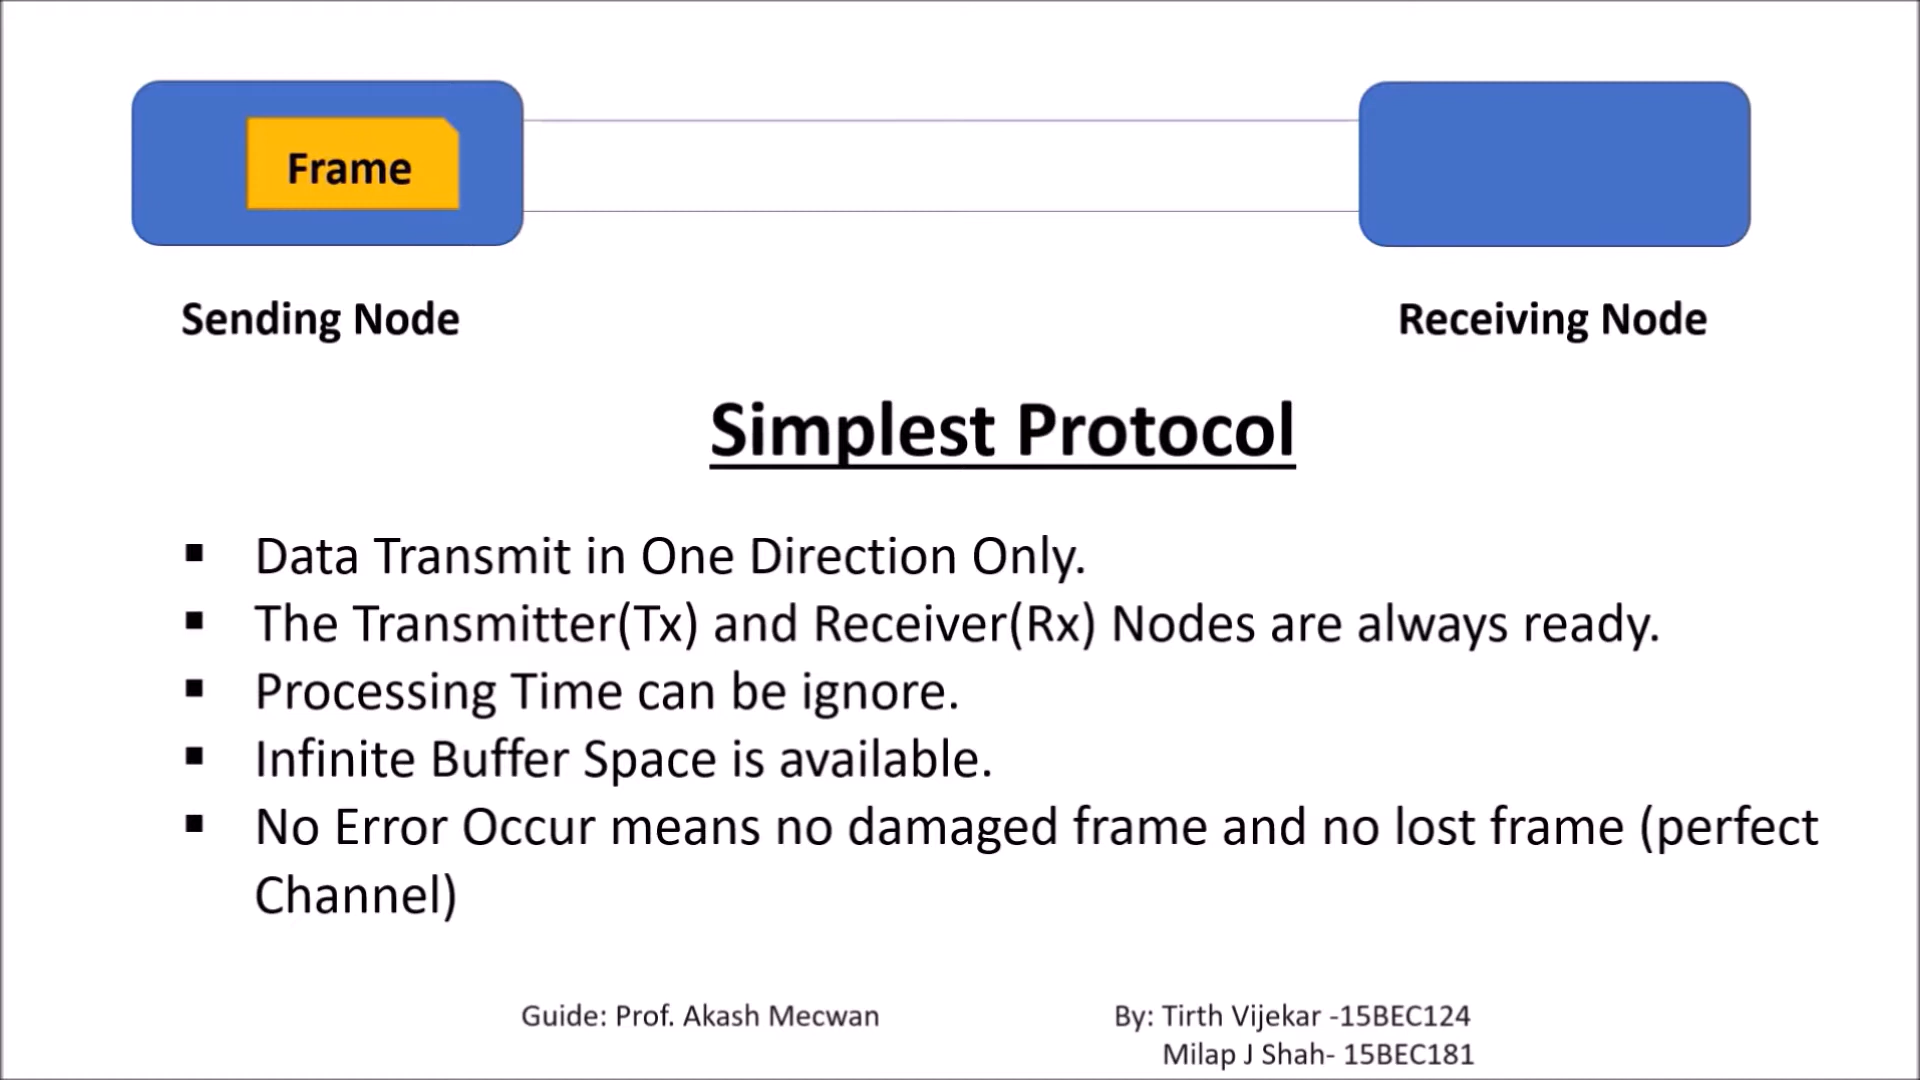 Frame
Sending Node
Receiving Node
Simplest Protocol
▪ Data Transmit in One Direction Only.
▪ The Transmitter(Tx) and Receiver(Rx) Nodes are always ready.
▪ Processing Time can be ignore.
▪ Infinite Buffer Space is available.
▪ No Error Occur means no damaged frame and no lost frame (perfect
Channel)
Guide: Prof. Akash Mecwan
By: Tirth Vijekar -15BEC124
Milap J Shah- 15BEC181